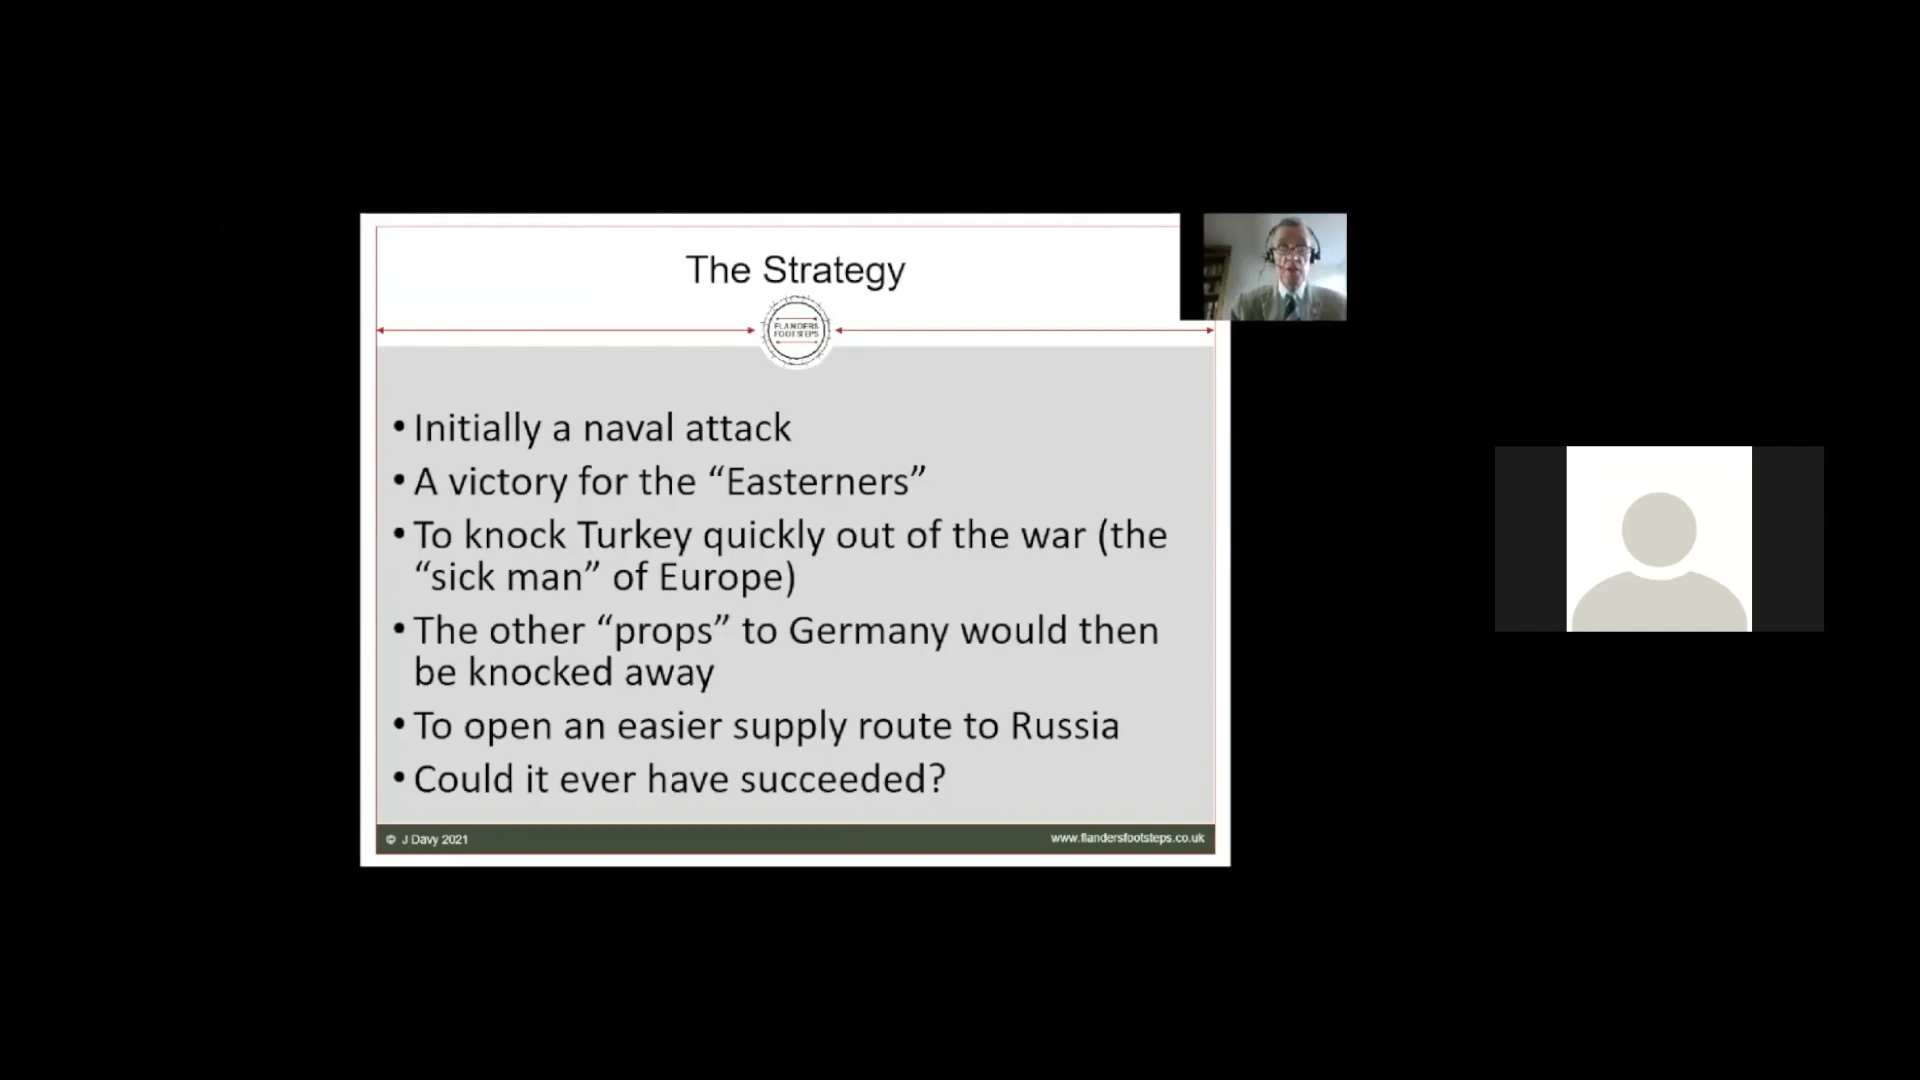 The Strategy
FLANDERS
FOOTSTEPS
• Initially a naval attack
• A victory for the “Easterners”
• To knock Turkey quickly out of the war (the
“sick man” of Europe)
• The other “props” to Germany would then
be knocked away
• To open an easier supply route to Russia
• Could it ever have succeeded?
© J Davy 2021
www.flandersfootsteps.co.uk